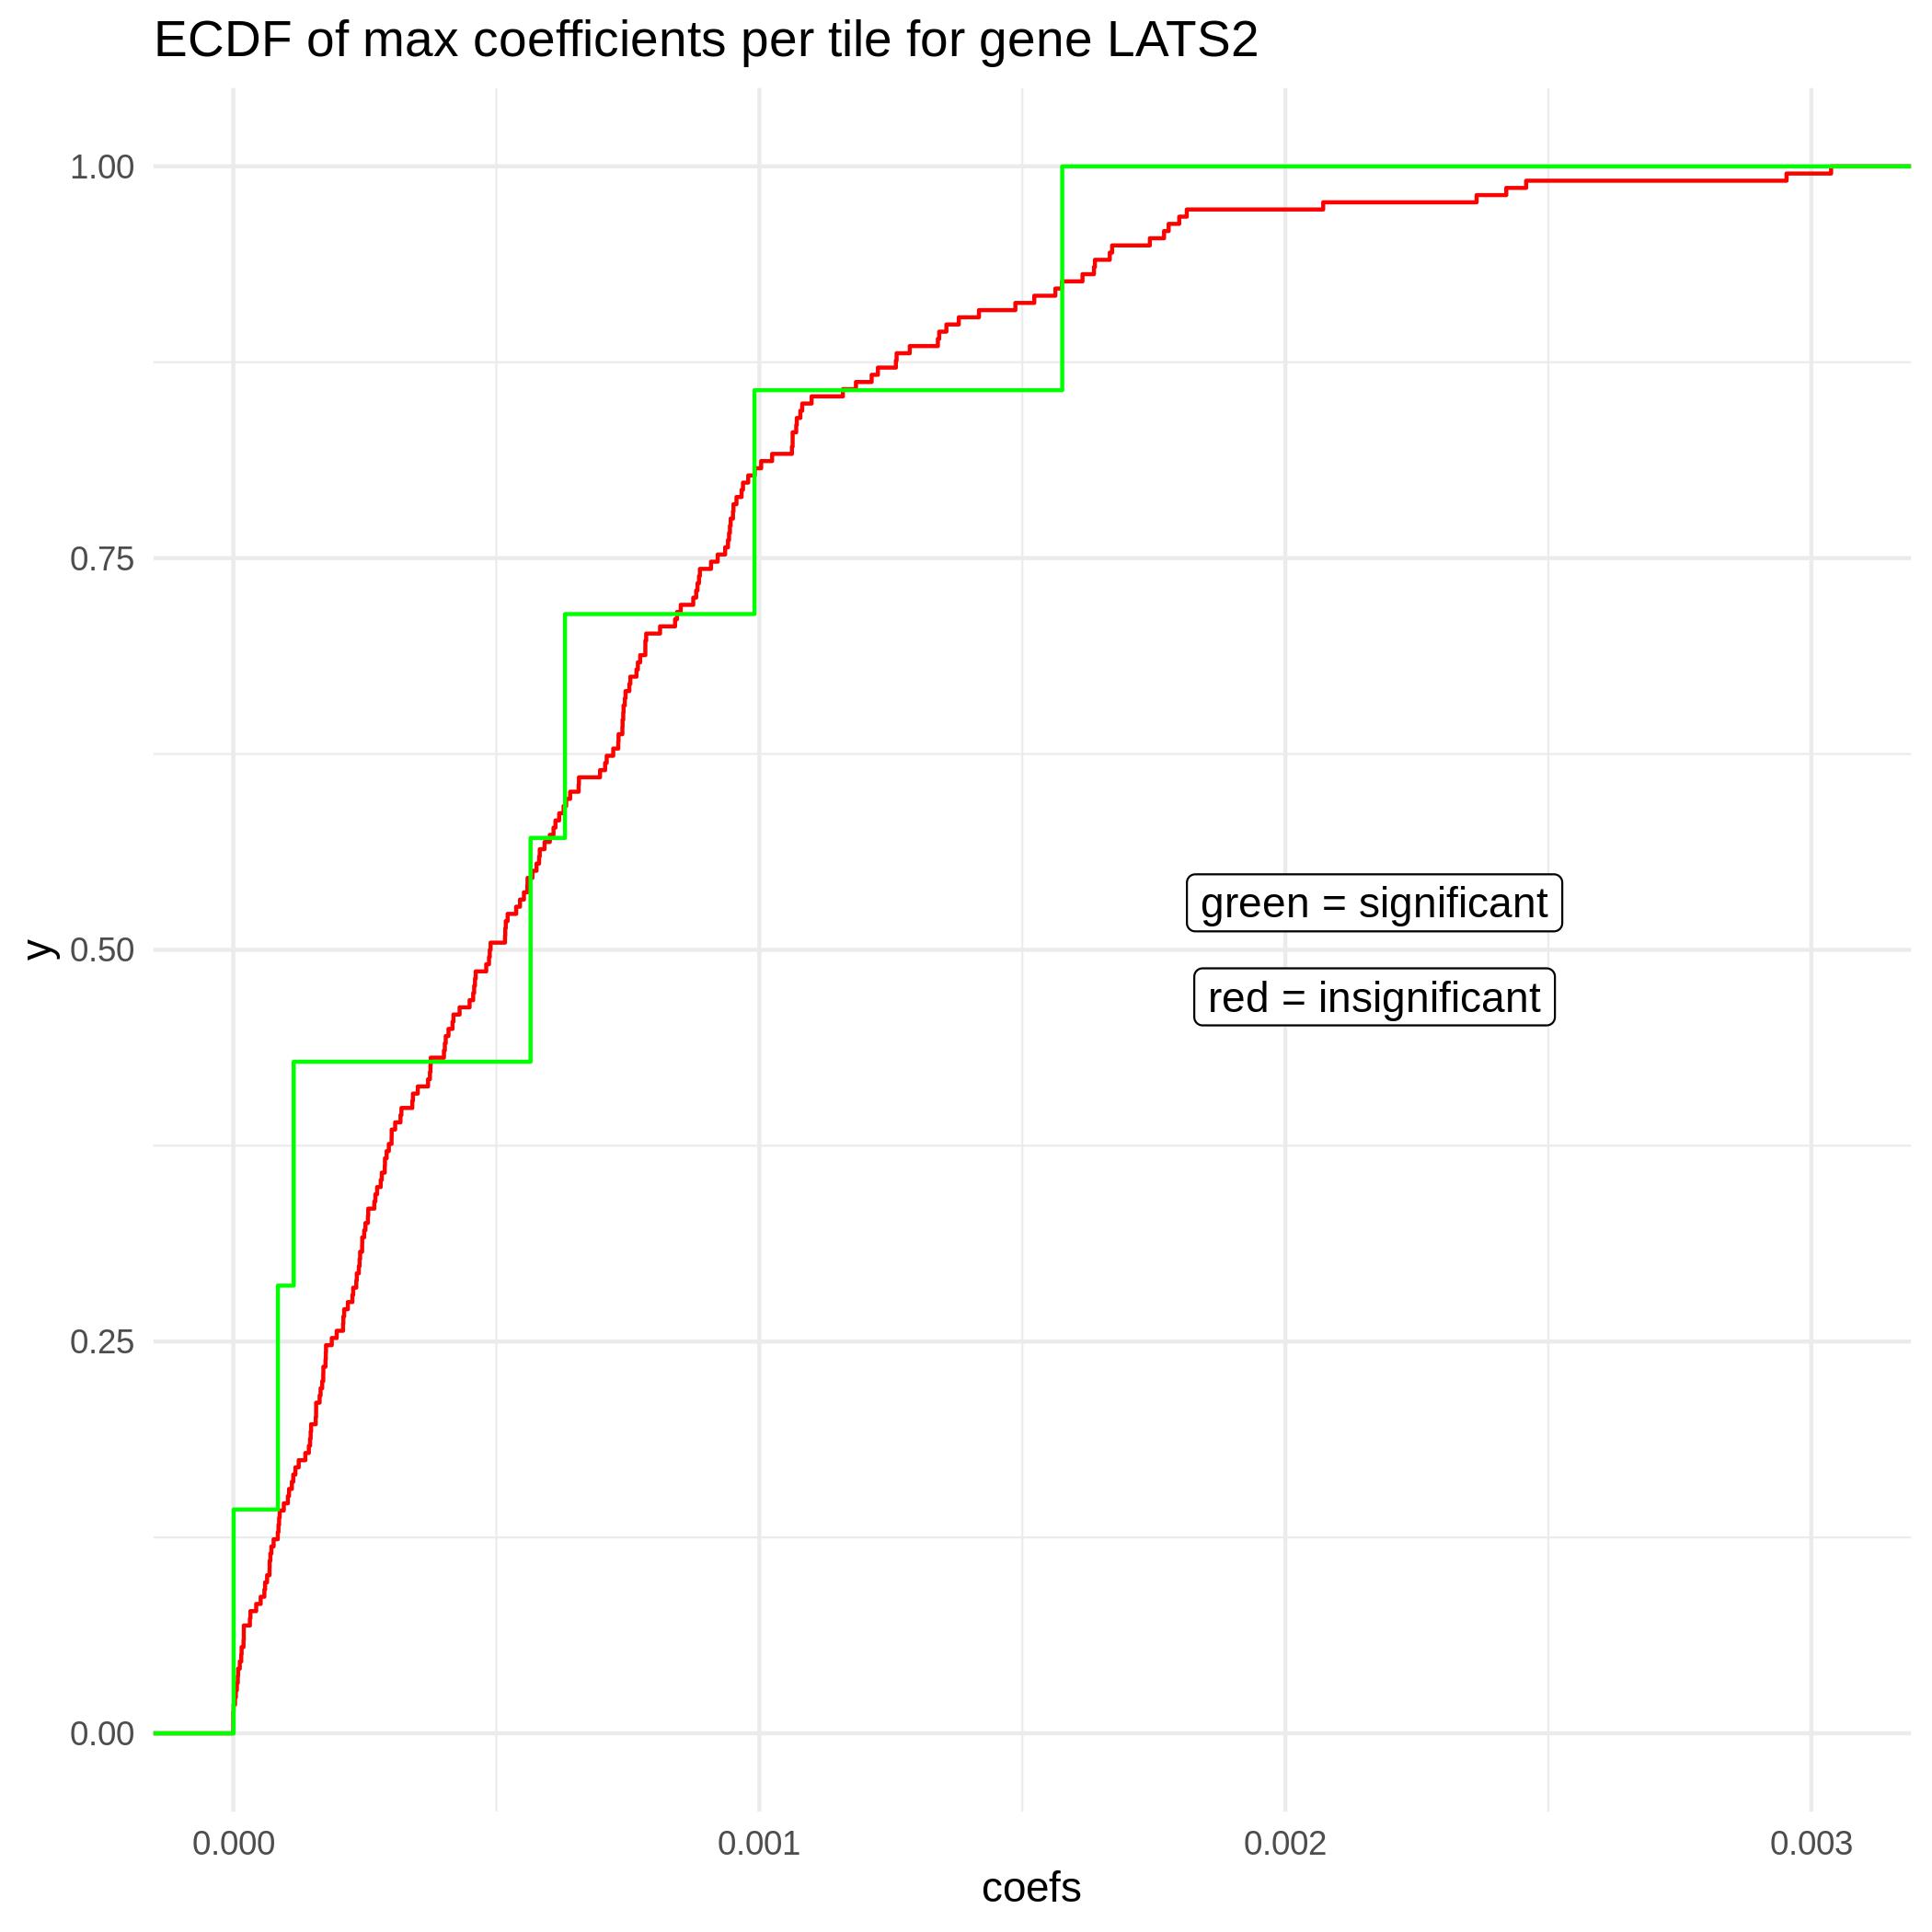 ECDF of max coefficients per tile for gene LATS2
1.00
0.75
0.50
0.25
0.00
y
green = significant
red = insignificant
0.000 0.001 0.002 0.003
coefs